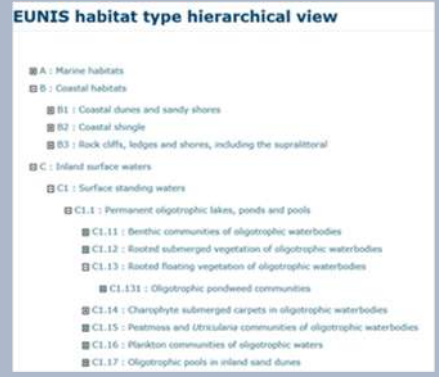 EUNIS habitat type hierarchical view
A : Marine habitats
B : Coastal habitats
B1 : Coastal dunes and sandy shores
B2 : Coastal shingle
B3 : Rock cliffs, ledges and shores, including the supralittoral
C : Inland surface waters
C1 : Surface standing waters
C1.1 : Permanent oligotrophic lakes, ponds and pools
C1.11 : Benthic communities of oligotrophic waterbodies
C1.12 : Rooted submerged vegetation of oligotrophic waterbodies
C1.13 : Rooted floating vegetation of oligotrophic waterbodies
C1.131 : Oligotrophic pondweed communities
C1.14 : Charophyte submerged carpets in oligotrophic waterbodies
C1.15 : Peatmoss and Utricularia communities of oligotrophic waterbodies
C1.16 : Plankton communities of oligotrophic waters
C1.17 : Oligotrophic pools in inland sand dunes